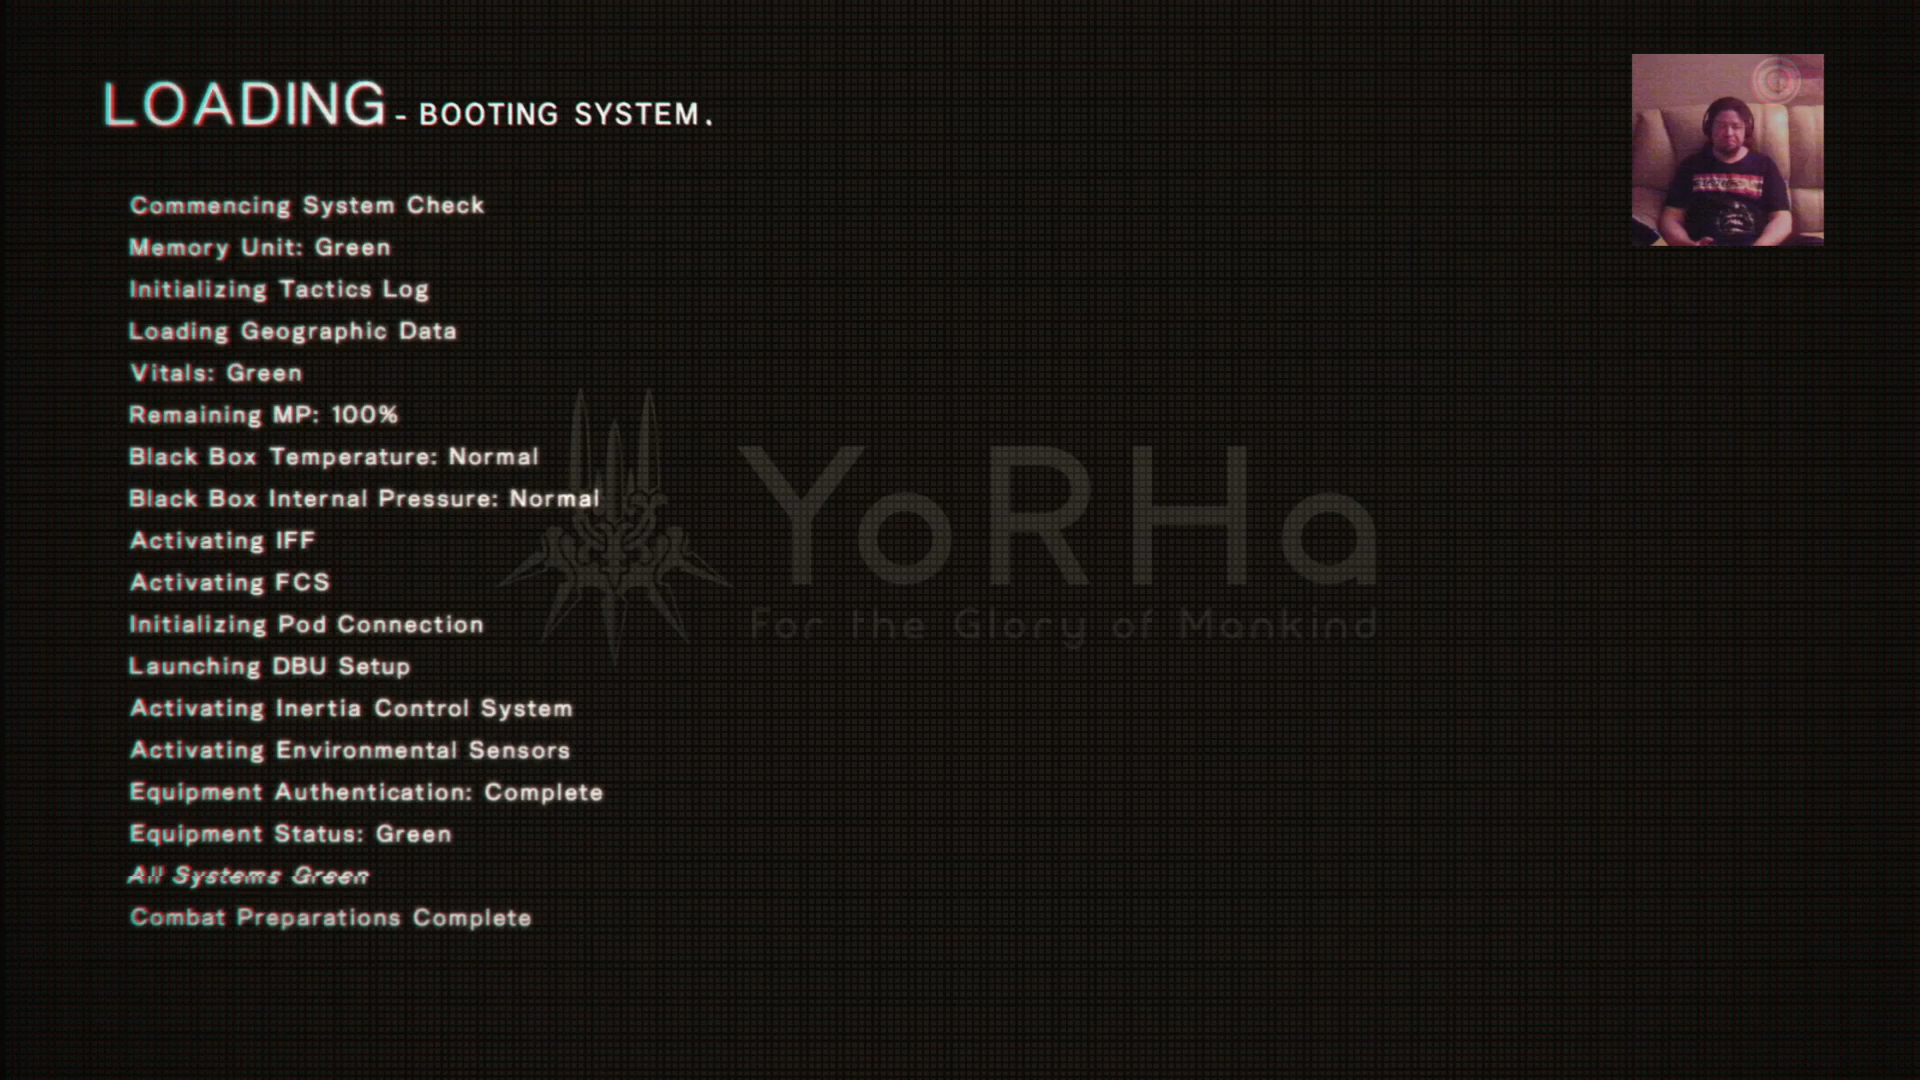 LOADING - BOOTING SYSTEM.
Commencing System Check
Memory Unit: Green
Initializing Tactics Log
Loading Geographic Data
Vitals: Green
Remaining MP: 100%
Black Box Temperature: Normal
Black Box Internal Pressure: Normal
Activating IFF
Activating FCS
Initializing Pod Connection
Launching DBU Setup
Activating Inertia Control System
Activating Environmental Sensors
Equipment Authentication: Complete
Equipment Status: Green
All Systems Green
Combat Preparations Complete
YoRHa
For the Glory of Mankind